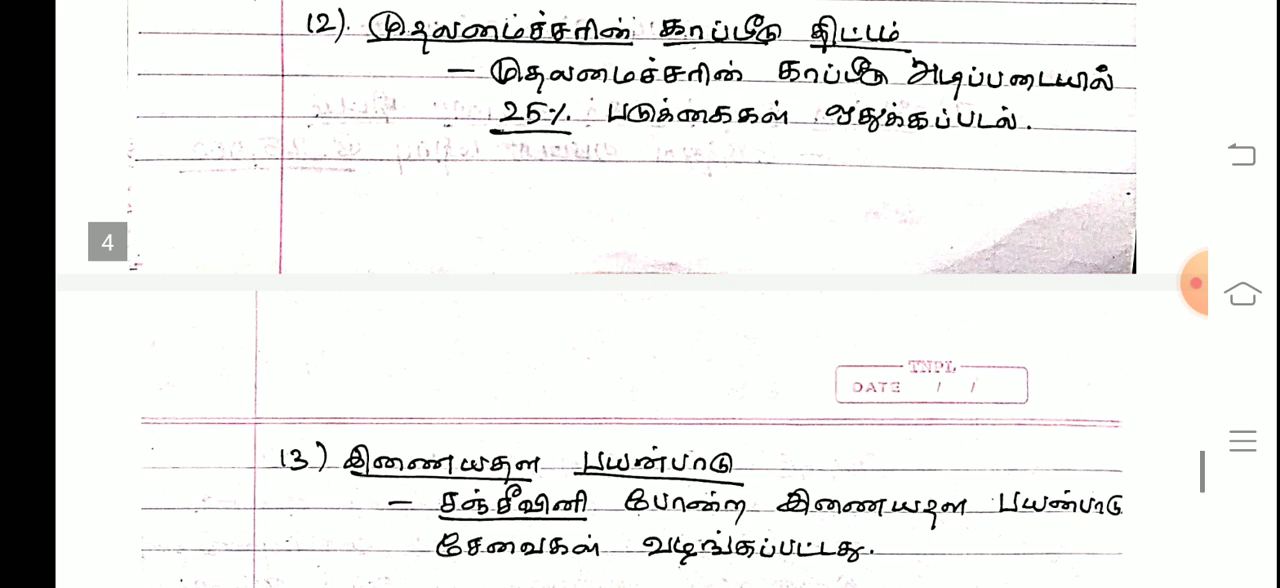 12). முதலமைச்சரின் காப்பீடு திட்டம்
– முதலமைச்சரின் காப்பீடு அடிப்படையில்
25% படுக்கைகள் ஒதுக்கப்படல்.
4
TNPL
DATE / /
13) இணையதள பயன்பாடு
– சஞ்சீவினி போன்ற இணையதள பயன்பாடு
சேவைகள் வழங்கப்பட்டது.